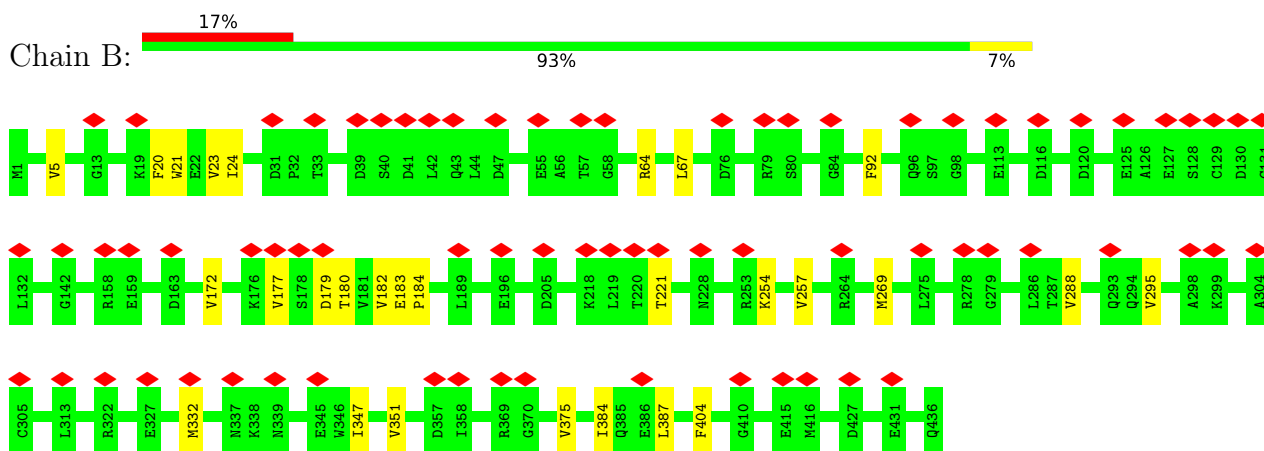 17%
Chain B:
93% 7%
M1 V5 G13 K19 F20 W21 E22 V23 I24 D31 P32 T33 D39 S40 D41 L42 Q43 L44 D47 E55 A56 T57 G58 R64 L67 D76 R79 S80 G84 F92 Q96 S97 G98 E113 D116 D120 E125 A126 E127 S128 C129 D130
L132 G142 R158 E159 D163 V172 K176 V177 S178 D179 T180 V181 V182 E183 P184 L189 E196 D205 K218 L219 T220 T221 N228 R253 K254 V257 R264 M269 L275 R278 G279 L286 T287 V288 Q293 Q294 V295 A298 K299 A304
C305 L313 R322 E327 M332 N337 K338 N339 E345 W346 I347 V351 D357 I358 R369 G370 V375 I384 Q385 E386 L387 F404 G410 E415 M416 D427 E431 Q436